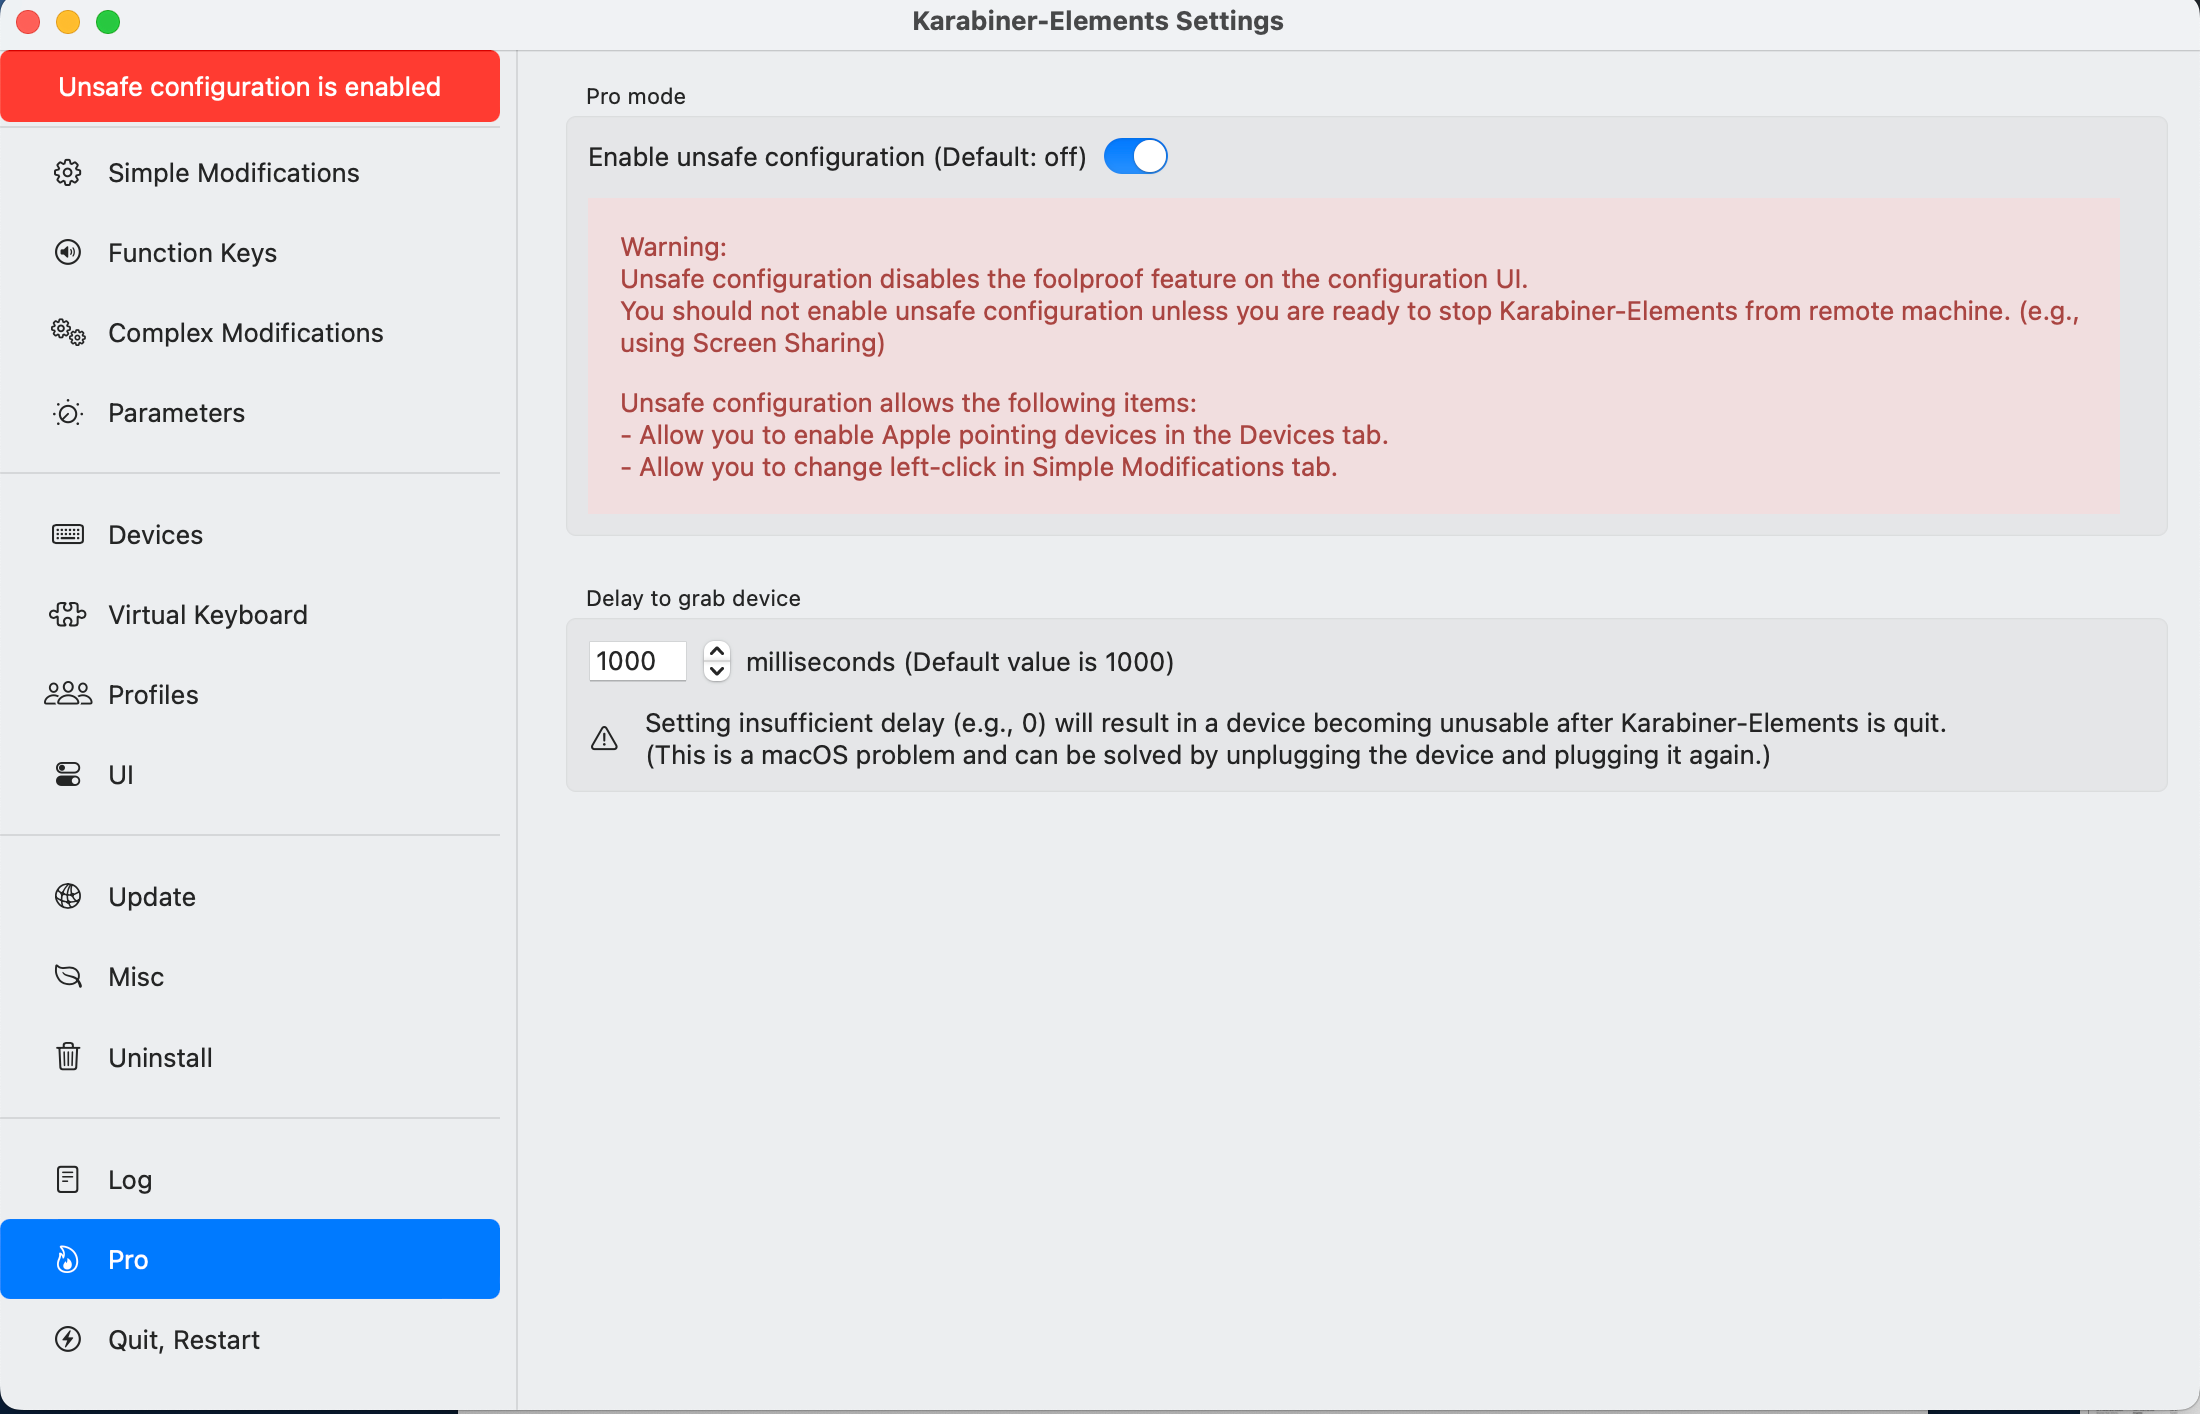 Karabiner-Elements Settings
Unsafe configuration is enabled
Simple Modifications
Function Keys
Complex Modifications
Parameters
Devices
Virtual Keyboard
Profiles
UI
Update
Misc
Uninstall
Log
Pro
Quit, Restart
Pro mode
Enable unsafe configuration (Default: off)
Warning:
Unsafe configuration disables the foolproof feature on the configuration UI.
You should not enable unsafe configuration unless you are ready to stop Karabiner-Elements from remote machine. (e.g.,
using Screen Sharing)
Unsafe configuration allows the following items:
- Allow you to enable Apple pointing devices in the Devices tab.
- Allow you to change left-click in Simple Modifications tab.
Delay to grab device
1000 milliseconds (Default value is 1000)
Setting insufficient delay (e.g., 0) will result in a device becoming unusable after Karabiner-Elements is quit.
(This is a macOS problem and can be solved by unplugging the device and plugging it again.)